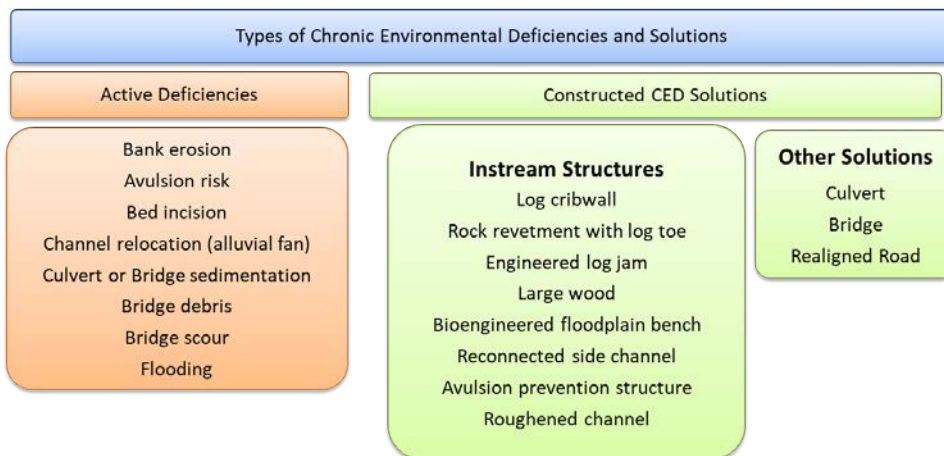 Types of Chronic Environmental Deficiencies and Solutions
Active Deficiencies
Bank erosion
Avulsion risk
Bed incision
Channel relocation (alluvial fan)
Culvert or Bridge sedimentation
Bridge debris
Bridge scour
Flooding
Constructed CED Solutions
Instream Structures
Log cribwall
Rock revetment with log toe
Engineered log jam
Large wood
Bioengineered floodplain bench
Reconnected side channel
Avulsion prevention structure
Roughened channel
Other Solutions
Culvert
Bridge
Realigned Road